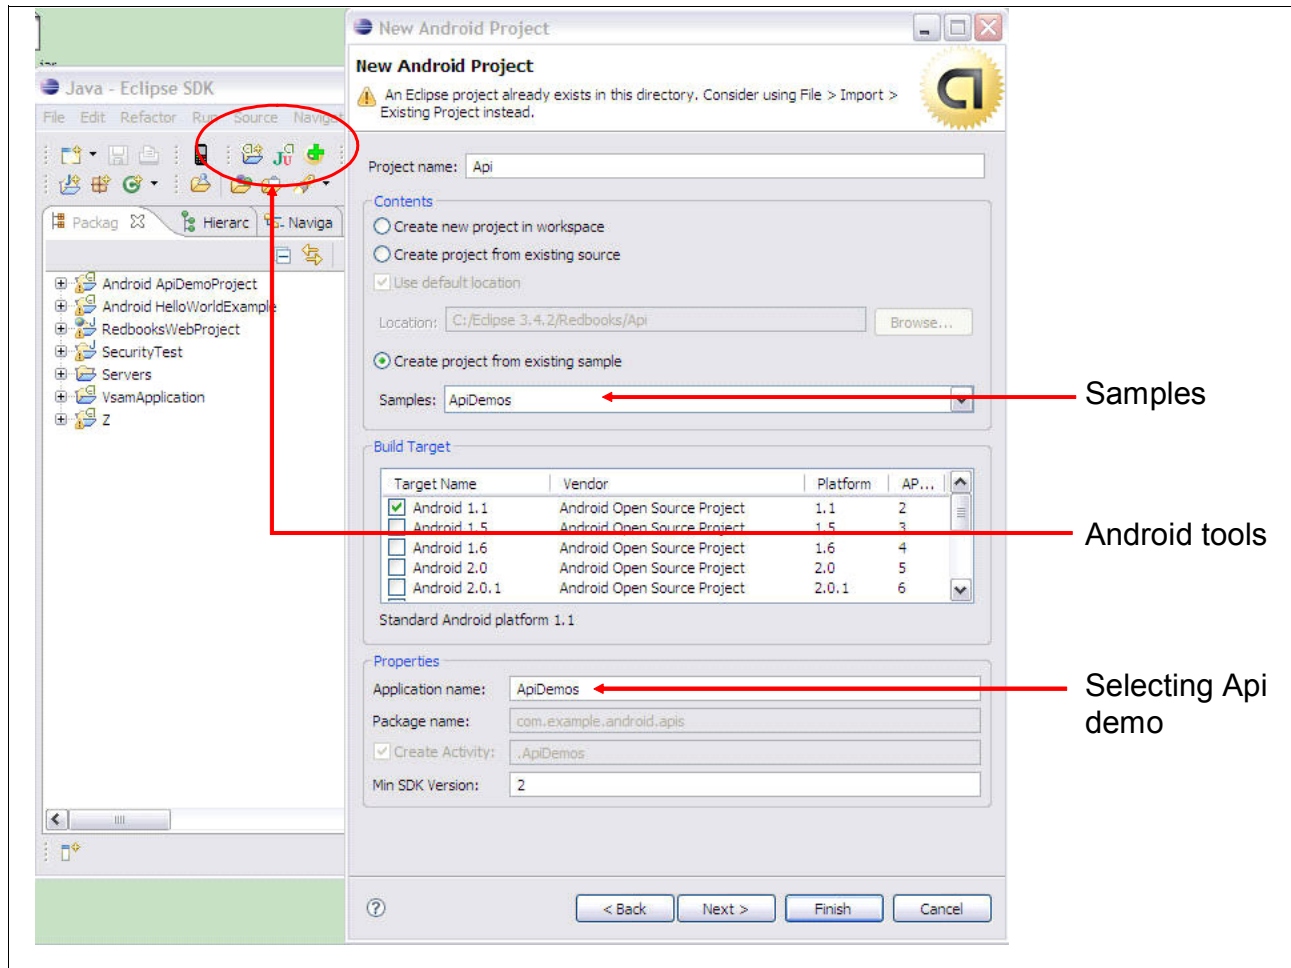 New Android Project
New Android Project
An Eclipse project already exists in this directory. Consider using File > Import >
Existing Project instead.
Java - Eclipse SDK
File Edit Refactor Run Source Navigat
Project name: Api
Contents
Create new project in workspace
Create project from existing source
Use default location
Location: C:/Eclipse 3.4.2/Redbooks/Api Browse...
Create project from existing sample
Samples: ApiDemos
Samples
Packag Hierarc Naviga
Android ApiDemoProject
Android HelloWorldExample
RedbooksWebProject
SecurityTest
Servers
VsamApplication
Z
Build Target
Target Name Vendor Platform AP...
Android 1.1 Android Open Source Project 1.1 2
Android 1.5 Android Open Source Project 1.5 3
Android 1.6 Android Open Source Project 1.6 4
Android 2.0 Android Open Source Project 2.0 5
Android 2.0.1 Android Open Source Project 2.0.1 6
Standard Android platform 1.1
Android tools
Properties
Application name: ApiDemos
Package name: com.example.android.apis
Create Activity: .ApiDemos
Min SDK Version: 2
Selecting Api
demo
< Back Next > Finish Cancel